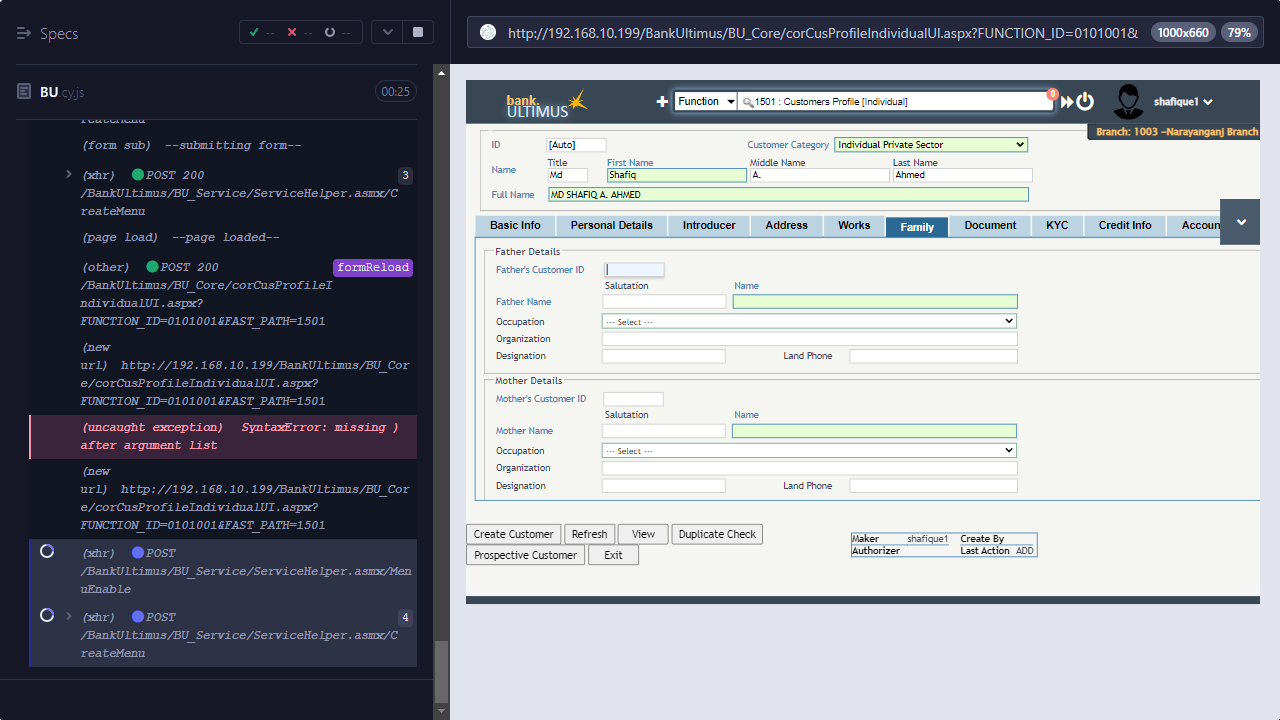 Specs
-- -- --
http://192.168.10.199/BankUltimus/BU_Core/corCusProfileIndividualUI.aspx?FUNCTION_ID=0101001&
1000x660
79%
BU.cy.js
00:25
reateMenu
(form sub) --submitting form--
(xhr) POST 200
3
/BankUltimus/BU_Service/ServiceHelper.asmx/C
reateMenu
(page load) --page loaded--
(other) POST 200
formReload
/BankUltimus/BU_Core/corCusProfileI
ndividualUI.aspx?
FUNCTION_ID=0101001&FAST_PATH=1501
(new
url) http://192.168.10.199/BankUltimus/BU_Cor
e/corCusProfileIndividualUI.aspx?
FUNCTION_ID=0101001&FAST_PATH=1501
(uncaught exception) SyntaxError: missing )
after argument list
(new
url) http://192.168.10.199/BankUltimus/BU_Cor
e/corCusProfileIndividualUI.aspx?
FUNCTION_ID=0101001&FAST_PATH=1501
(xhr) POST
/BankUltimus/BU_Service/ServiceHelper.asmx/Men
uEnable
(xhr) POST
4
/BankUltimus/BU_Service/ServiceHelper.asmx/C
reateMenu
bank.
ULTIMUS
Function
1501 : Customers Profile [Individual]
0
shafique1
Branch: 1003 -Narayanganj Branch
ID [Auto] Customer Category Individual Private Sector
Title First Name Middle Name Last Name
Name Md Shafiq A. Ahmed
Full Name MD SHAFIQ A. AHMED
Basic Info Personal Details Introducer Address Works Family Document KYC Credit Info Accoun
Father Details
Father's Customer ID
Salutation Name
Father Name
Occupation --- Select ---
Organization
Designation Land Phone
Mother Details
Mother's Customer ID
Salutation Name
Mother Name
Occupation --- Select ---
Organization
Designation Land Phone
Create Customer Refresh View Duplicate Check
Prospective Customer Exit
Maker shafique1 Create By
Authorizer Last Action ADD